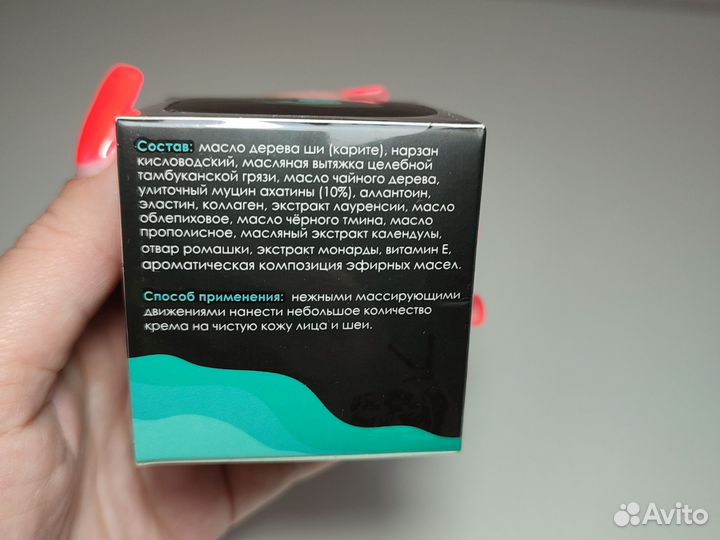 Состав: масло дерева ши (карите), нарзан
кисловодский, масляная вытяжка целебной
тамбуканской грязи, масло чайного дерева,
улиточный муцин ахатины (10%), аллантоин,
эластин, коллаген, экстракт лауренсии, масло
облепиховое, масло чёрного тмина, масло
прополисное, масляный экстракт календулы,
отвар ромашки, экстракт монарды, витамин Е,
ароматическая композиция эфирных масел.
Способ применения: нежными массирующими
движениями нанести небольшое количество
крема на чистую кожу лица и шеи.
Avito